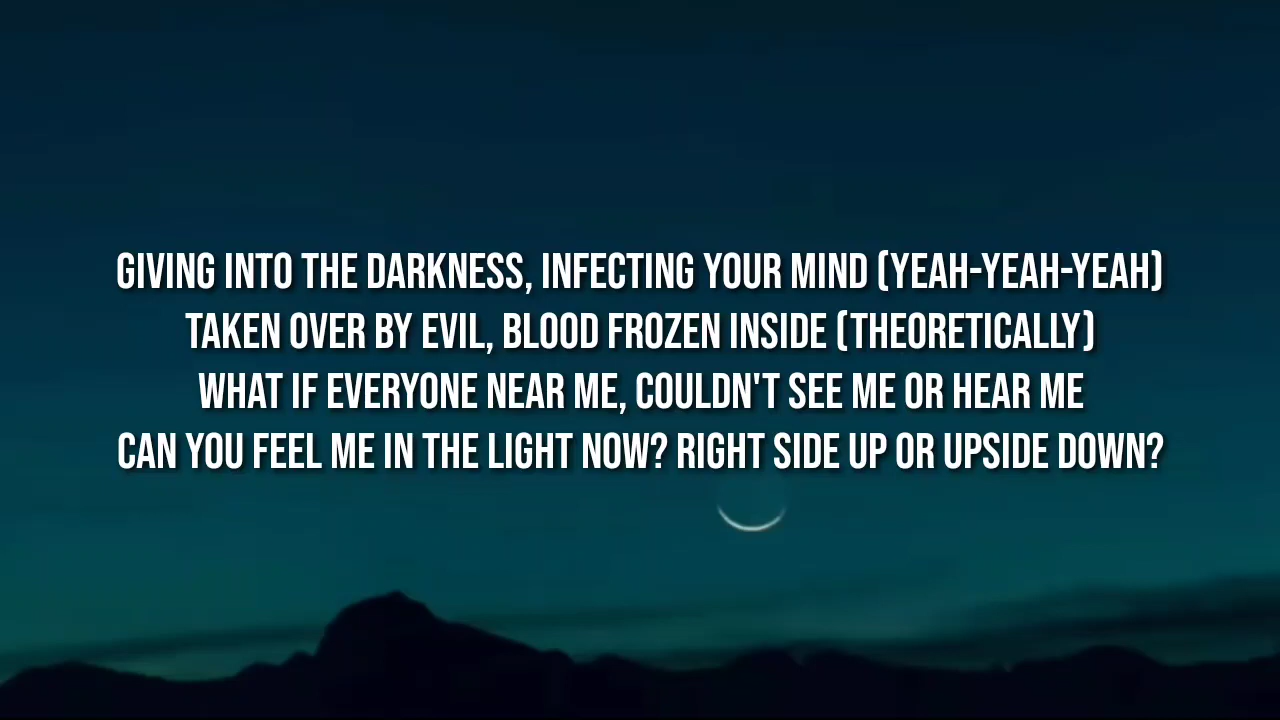 GIVING INTO THE DARKNESS, INFECTING YOUR MIND (YEAH-YEAH-YEAH)
TAKEN OVER BY EVIL, BLOOD FROZEN INSIDE (THEORETICALLY)
WHAT IF EVERYONE NEAR ME, COULDN'T SEE ME OR HEAR ME
CAN YOU FEEL ME IN THE LIGHT NOW? RIGHT SIDE UP OR UPSIDE DOWN?